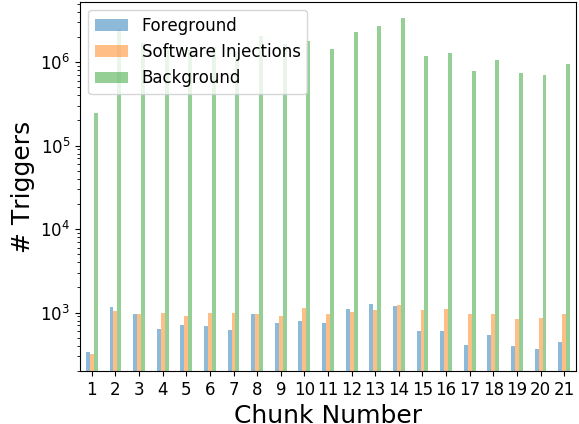 Foreground
Software Injections
Background
10^6
10^5
10^4
10^3
# Triggers
1 2 3 4 5 6 7 8 9 10 11 12 13 14 15 16 17 18 19 20 21
Chunk Number